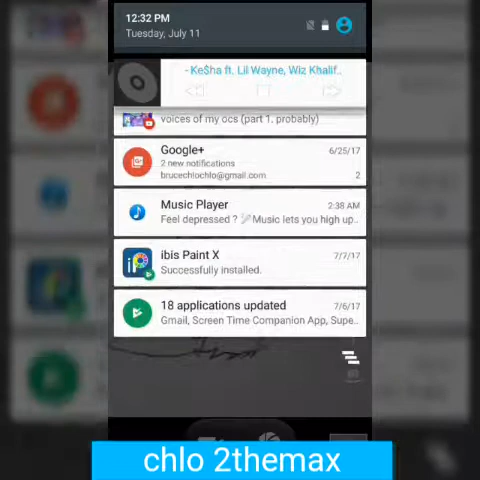 12:32 PM
Tuesday, July 11
- Ke$ha ft. Lil Wayne, Wiz Khalif..
voices of my ocs (part 1. probably)
Google+ 6/25/17
2 new notifications
brucechlochlo@gmail.com 2
Music Player 2:38 AM
Feel depressed ? 🎤Music lets you high up..
ibis Paint X 7/7/17
Successfully installed.
18 applications updated 7/6/17
Gmail, Screen Time Companion App, Supe..
chlo 2themax